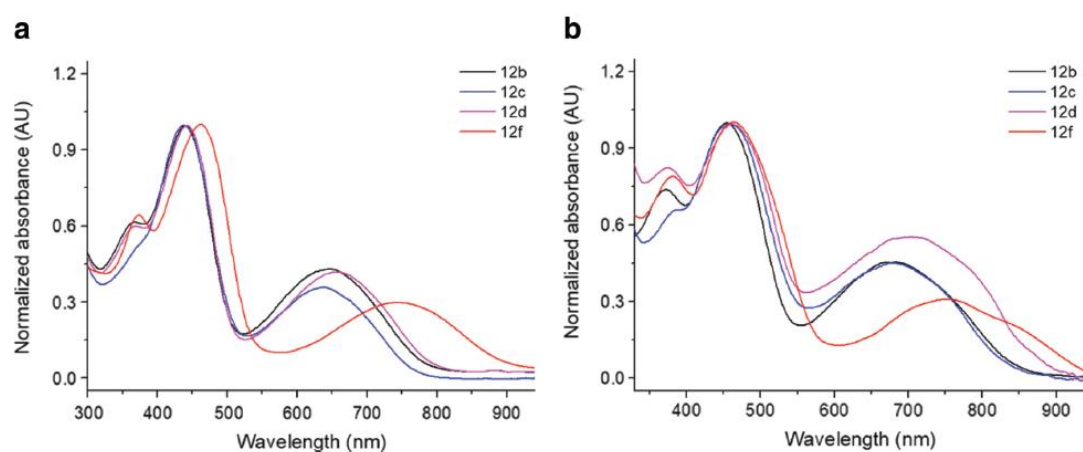 a
1.2
0.9
0.6
0.3
0.0
Normalized absorbance (AU)
12b
12c
12d
12f
300 400 500 600 700 800 900
Wavelength (nm)
b
1.2
0.9
0.6
0.3
0.0
Normalized absorbance (AU)
12b
12c
12d
12f
400 500 600 700 800 900
Wavelength (nm)